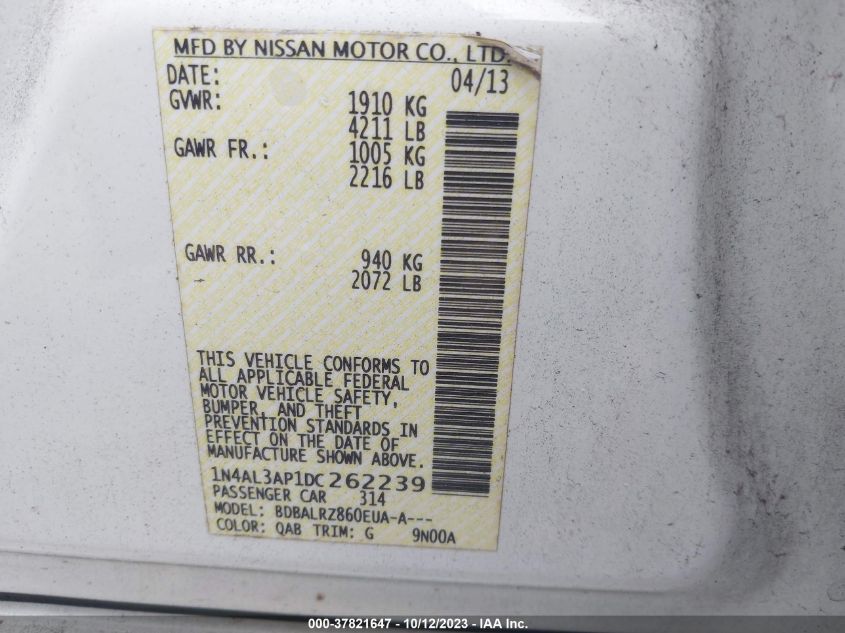 MFD BY NISSAN MOTOR CO., LTD.
DATE: 04/13
GVWR: 1910 KG
4211 LB
GAWR FR.: 1005 KG
2216 LB
GAWR RR.: 940 KG
2072 LB
THIS VEHICLE CONFORMS TO
ALL APPLICABLE FEDERAL
MOTOR VEHICLE SAFETY,
BUMPER, AND THEFT
PREVENTION STANDARDS IN
EFFECT ON THE DATE OF
MANUFACTURE SHOWN ABOVE.
1N4AL3AP1DC262239
PASSENGER CAR 314
MODEL: BDBALRZ860EUA-A---
COLOR: QAB TRIM: G 9N00A
000-37821647 - 10/12/2023 - IAA Inc.